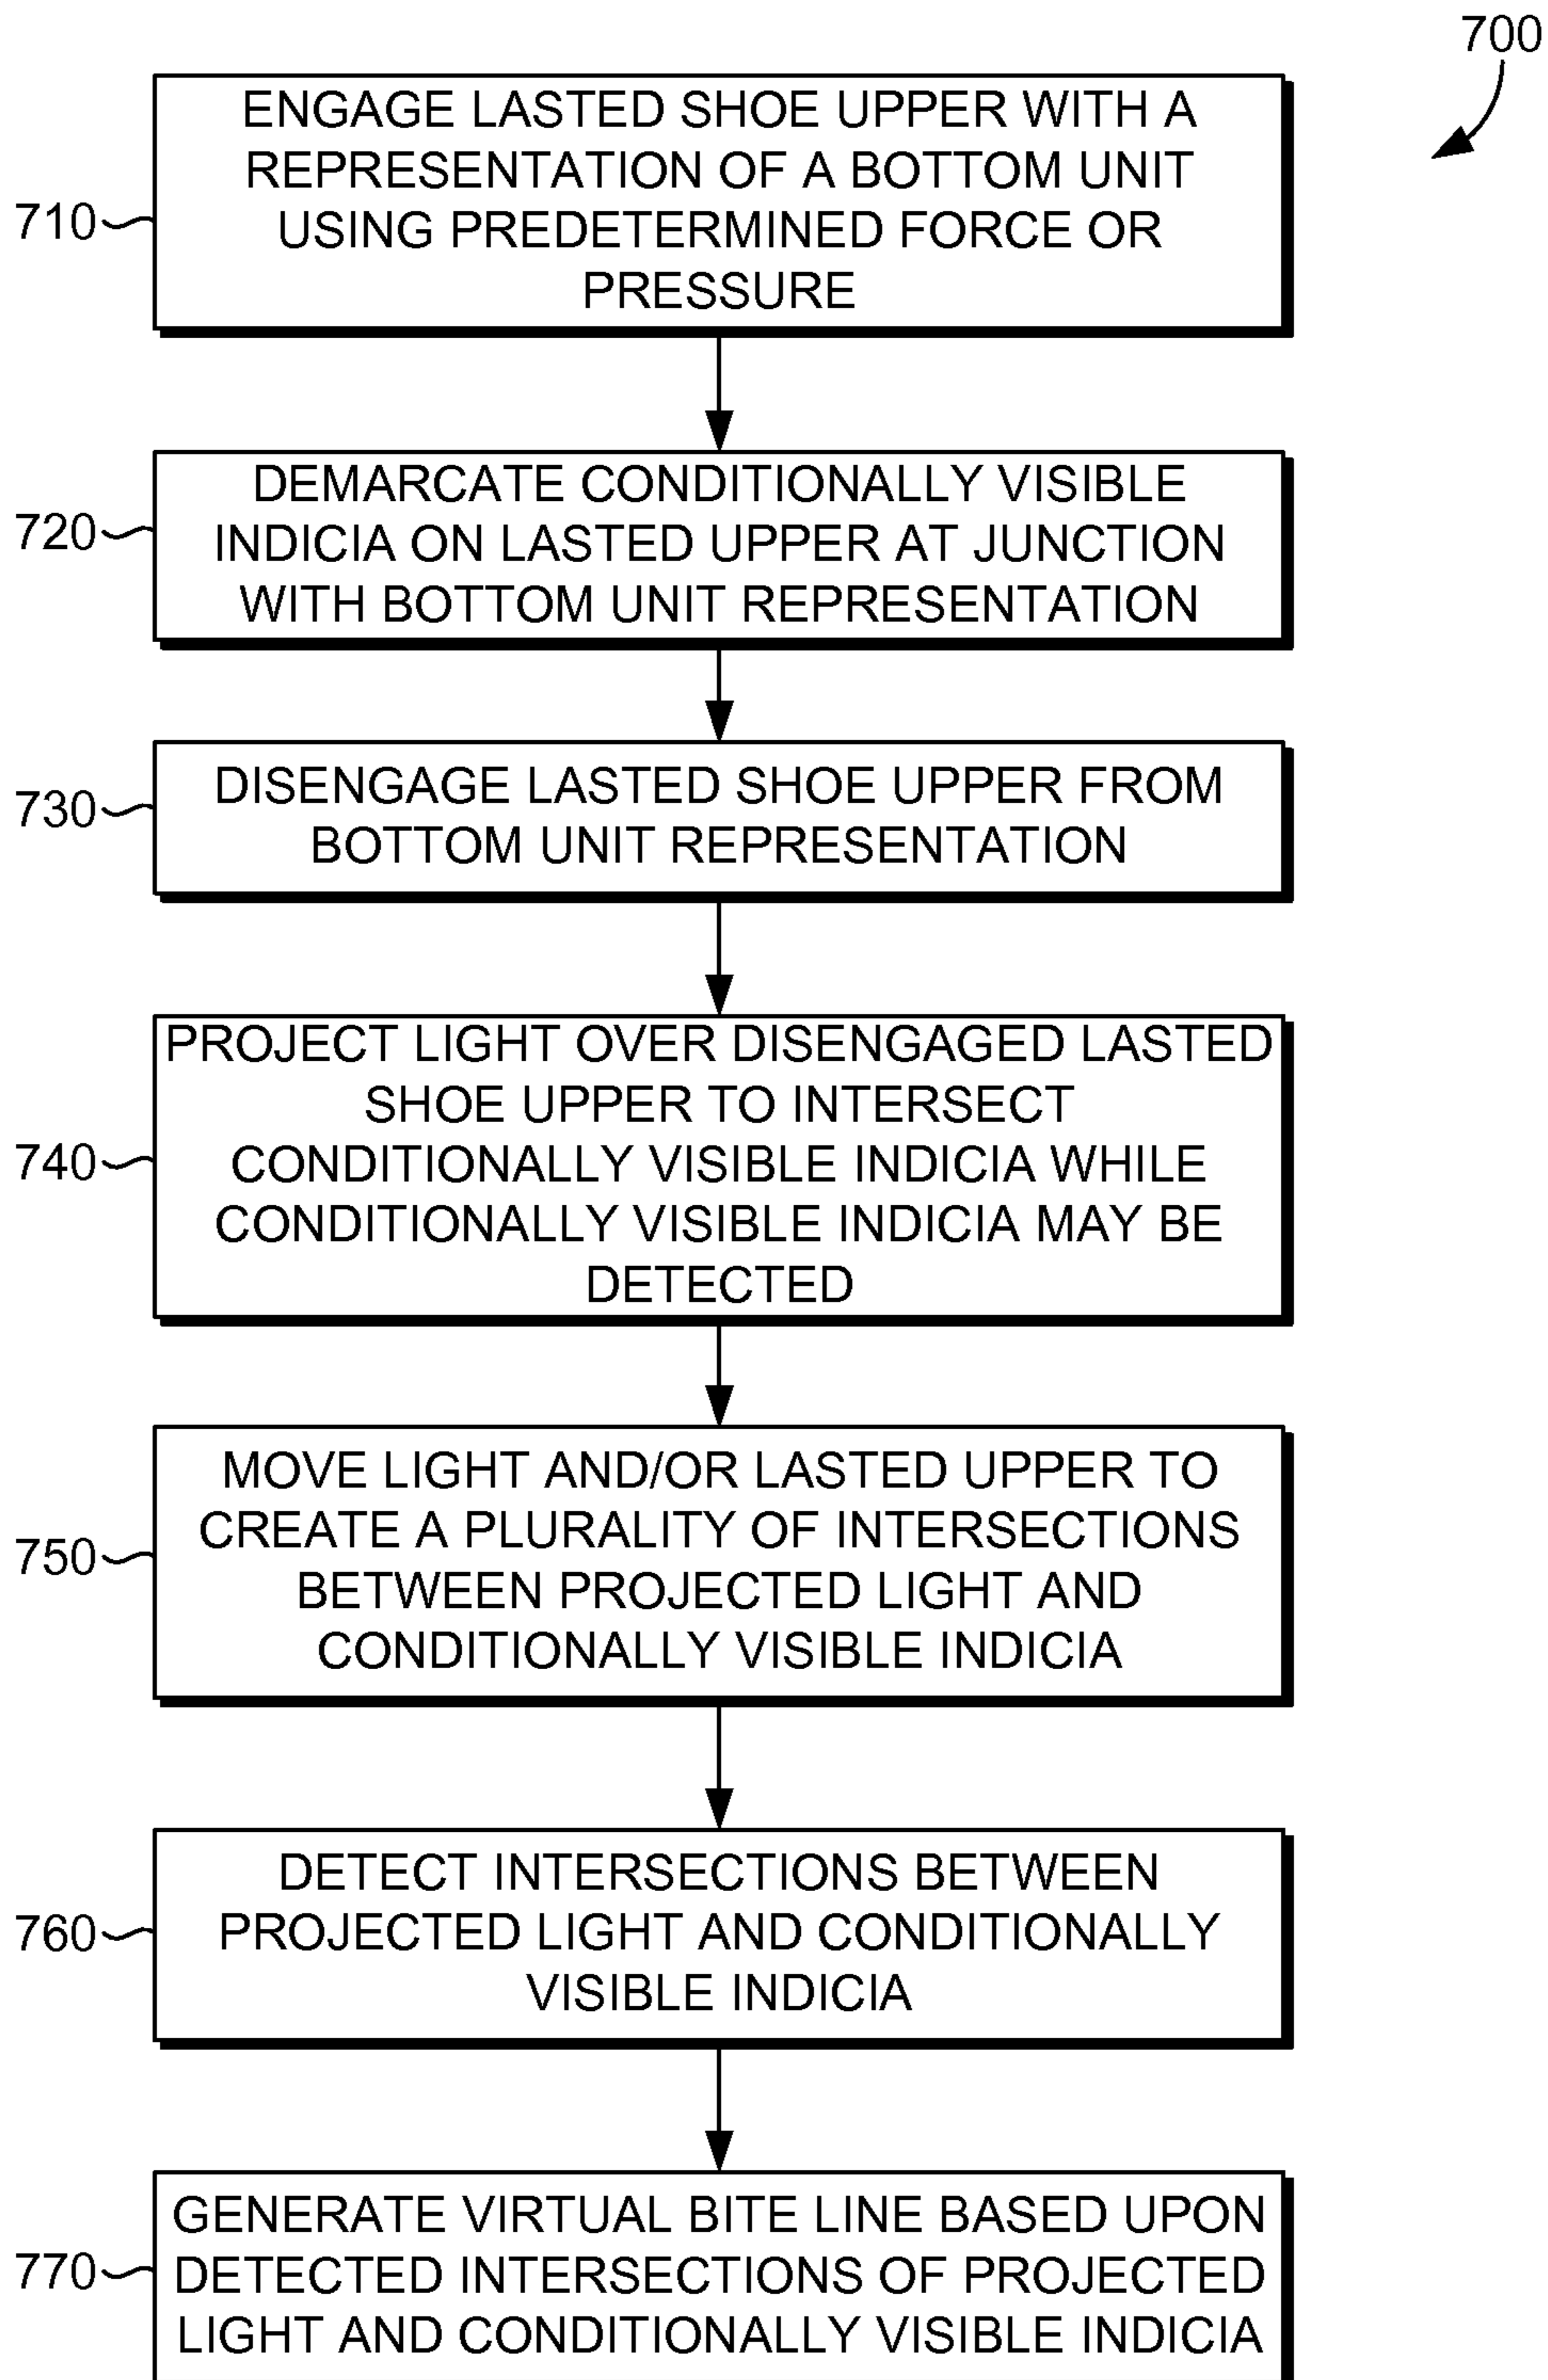 700
710
ENGAGE LASTED SHOE UPPER WITH A
REPRESENTATION OF A BOTTOM UNIT
USING PREDETERMINED FORCE OR
PRESSURE
720
DEMARCATE CONDITIONALLY VISIBLE
INDICIA ON LASTED UPPER AT JUNCTION
WITH BOTTOM UNIT REPRESENTATION
730
DISENGAGE LASTED SHOE UPPER FROM
BOTTOM UNIT REPRESENTATION
740
PROJECT LIGHT OVER DISENGAGED LASTED
SHOE UPPER TO INTERSECT
CONDITIONALLY VISIBLE INDICIA WHILE
CONDITIONALLY VISIBLE INDICIA MAY BE
DETECTED
750
MOVE LIGHT AND/OR LASTED UPPER TO
CREATE A PLURALITY OF INTERSECTIONS
BETWEEN PROJECTED LIGHT AND
CONDITIONALLY VISIBLE INDICIA
760
DETECT INTERSECTIONS BETWEEN
PROJECTED LIGHT AND CONDITIONALLY
VISIBLE INDICIA
770
GENERATE VIRTUAL BITE LINE BASED UPON
DETECTED INTERSECTIONS OF PROJECTED
LIGHT AND CONDITIONALLY VISIBLE INDICIA